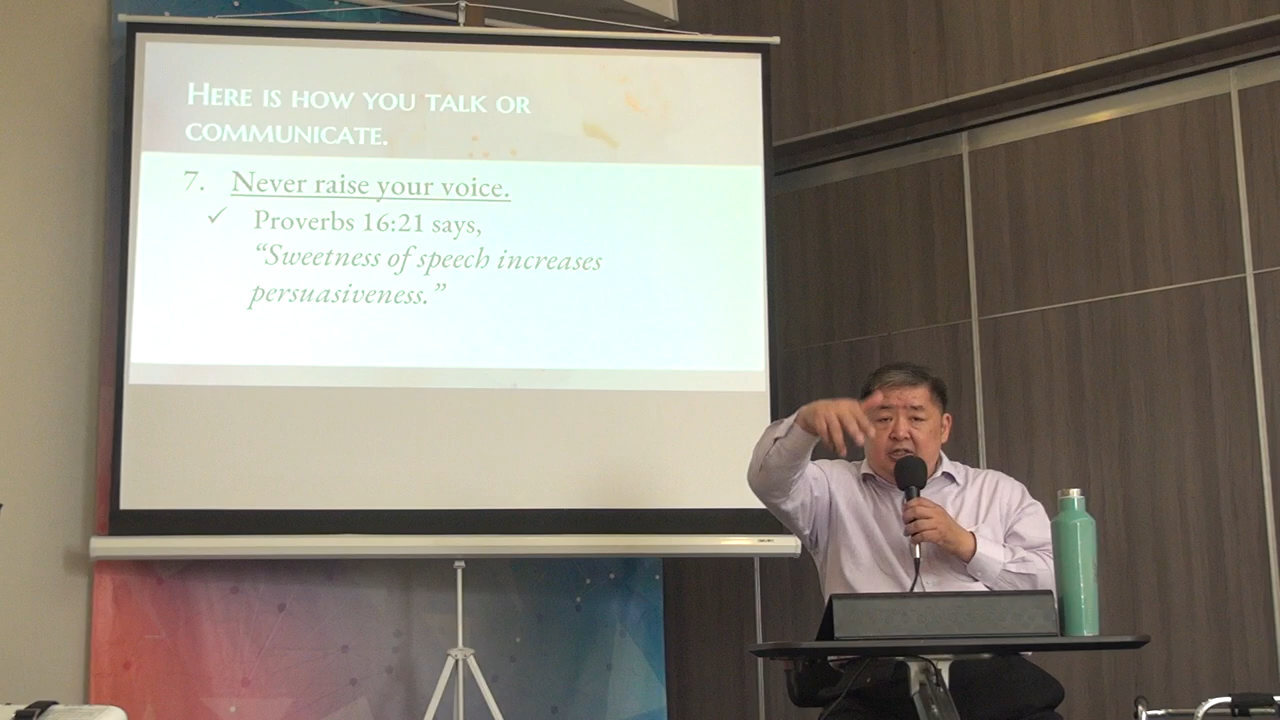 Here is how you talk or
communicate.
7. Never raise your voice.
✓ Proverbs 16:21 says,
“Sweetness of speech increases
persuasiveness.”